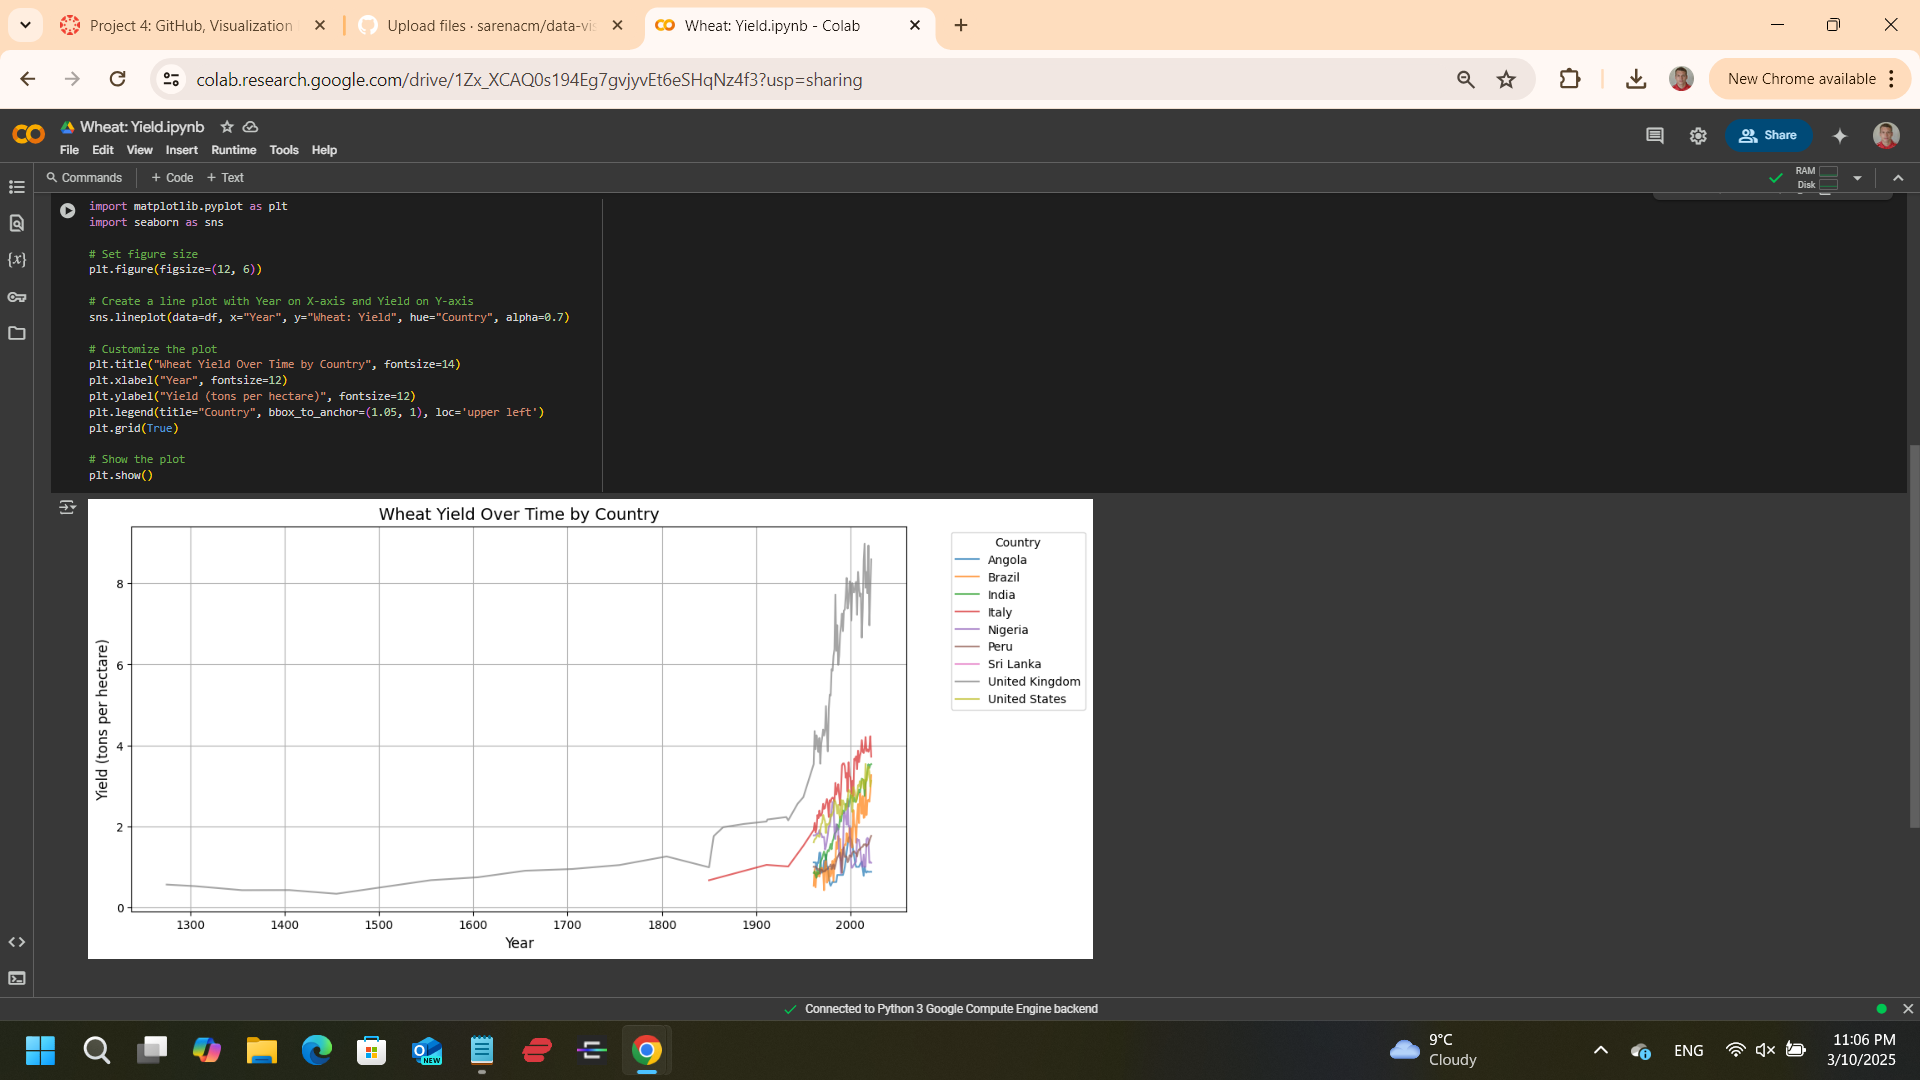 Project 4: GitHub, Visualization
Upload files · sarenacm/data-vis
Wheat: Yield.ipynb - Colab
colab.research.google.com/drive/1Zx_XCAQ0s194Eg7gvjyvEt6eSHqNz4f3?usp=sharing
New Chrome available
CO
Wheat: Yield.ipynb
File Edit View Insert Runtime Tools Help
Share
Commands + Code + Text
RAM
Disk
import matplotlib.pyplot as plt
import seaborn as sns
# Set figure size
plt.figure(figsize=(12, 6))
# Create a line plot with Year on X-axis and Yield on Y-axis
sns.lineplot(data=df, x="Year", y="Wheat: Yield", hue="Country", alpha=0.7)
# Customize the plot
plt.title("Wheat Yield Over Time by Country", fontsize=14)
plt.xlabel("Year", fontsize=12)
plt.ylabel("Yield (tons per hectare)", fontsize=12)
plt.legend(title="Country", bbox_to_anchor=(1.05, 1), loc='upper left')
plt.grid(True)
# Show the plot
plt.show()
Wheat Yield Over Time by Country
Yield (tons per hectare)
8
6
4
2
0
1300 1400 1500 1600 1700 1800 1900 2000
Year
Country
Angola
Brazil
India
Italy
Nigeria
Peru
Sri Lanka
United Kingdom
United States
Connected to Python 3 Google Compute Engine backend
NEW
9°C
Cloudy
ENG
11:06 PM
3/10/2025